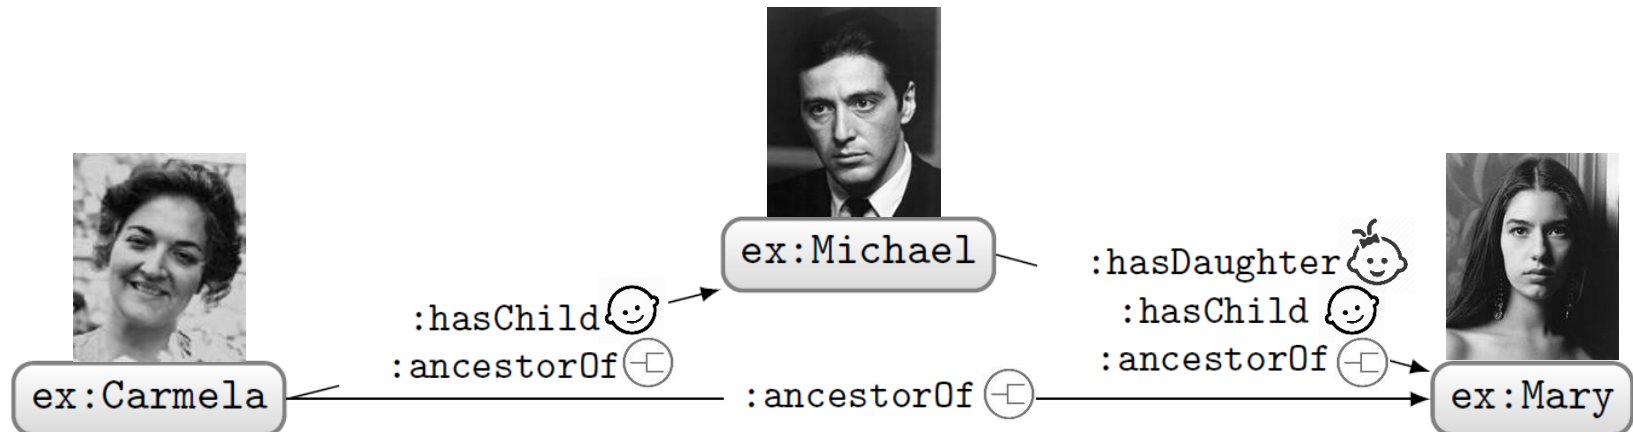 ex:Michael
:hasDaughter
:hasChild
:hasChild
:ancestorOf
:ancestorOf
ex:Carmela
:ancestorOf
ex:Mary